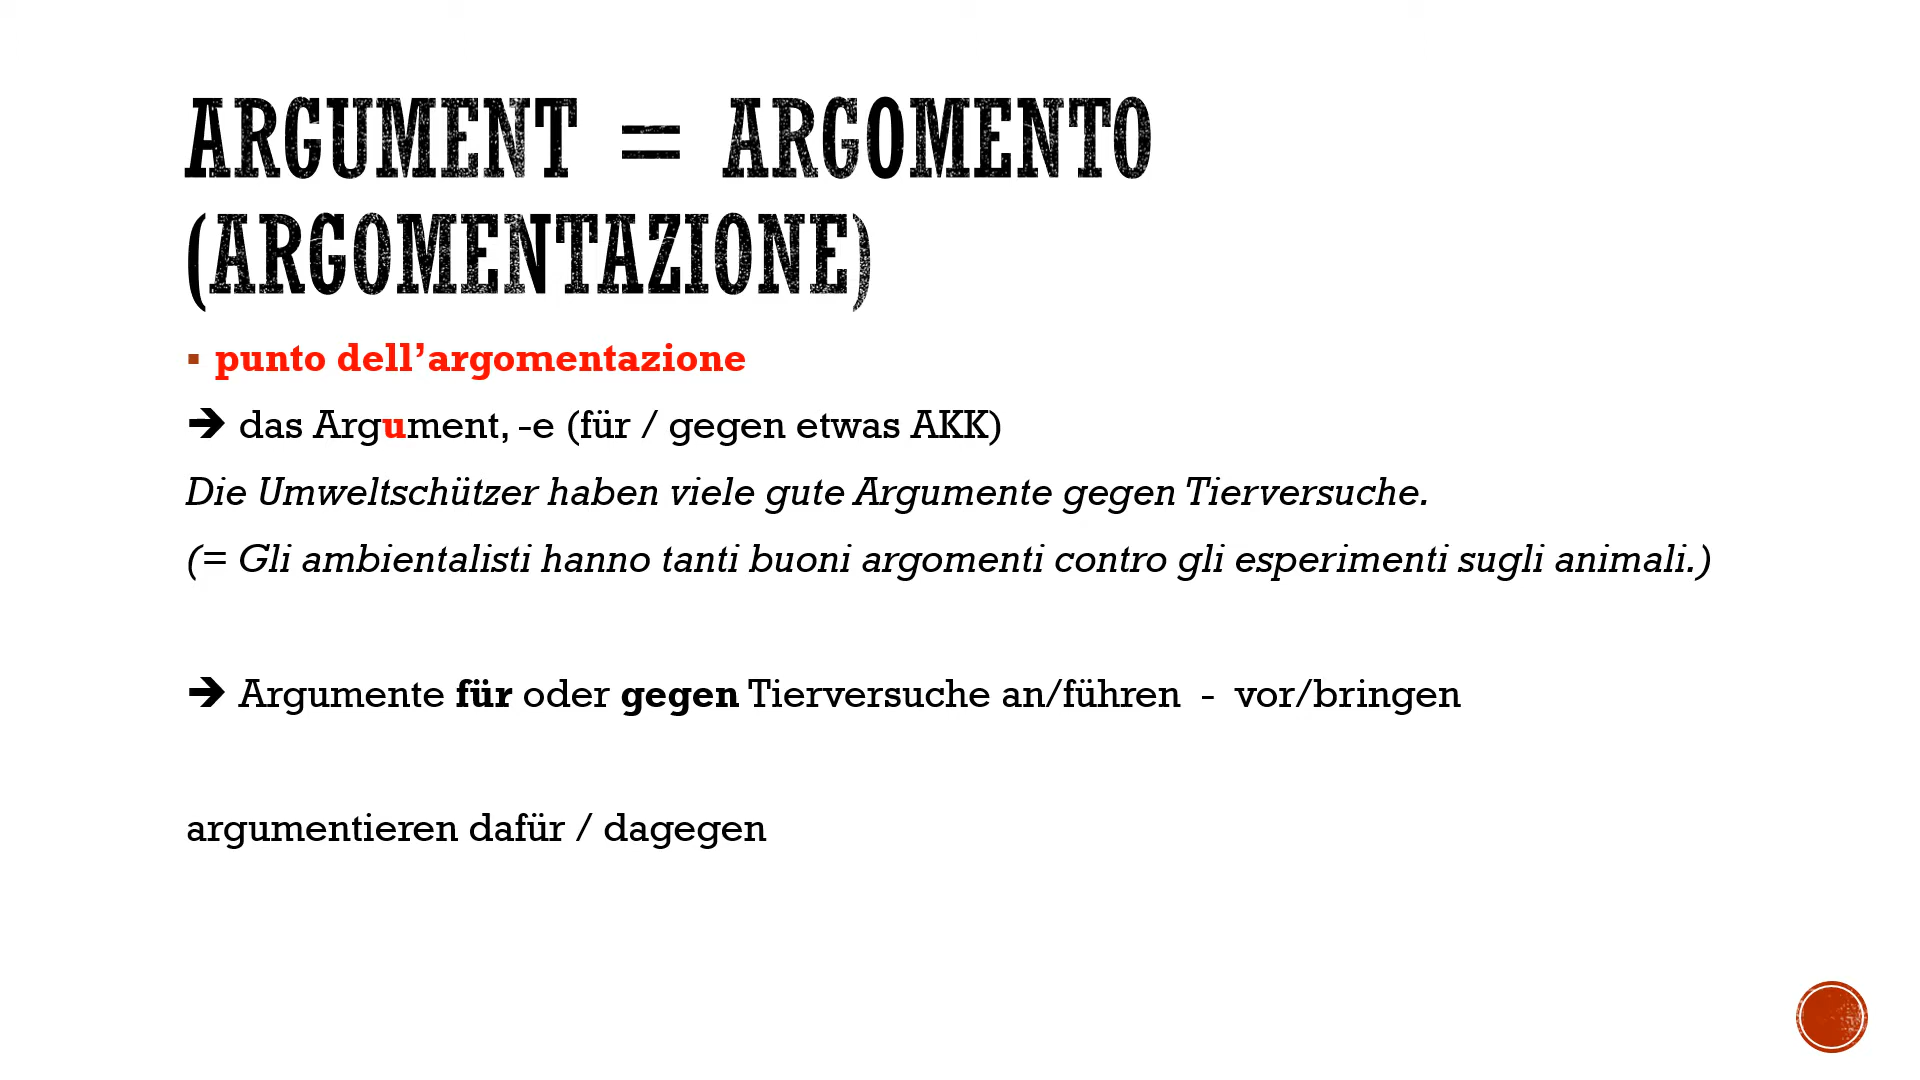 ARGUMENT = ARGOMENTO
(ARGOMENTAZIONE)
▪ punto dell’argomentazione
➔ das Argument, -e (für / gegen etwas AKK)
Die Umweltschützer haben viele gute Argumente gegen Tierversuche.
(= Gli ambientalisti hanno tanti buoni argomenti contro gli esperimenti sugli animali.)
➔ Argumente für oder gegen Tierversuche an/führen - vor/bringen
argumentieren dafür / dagegen